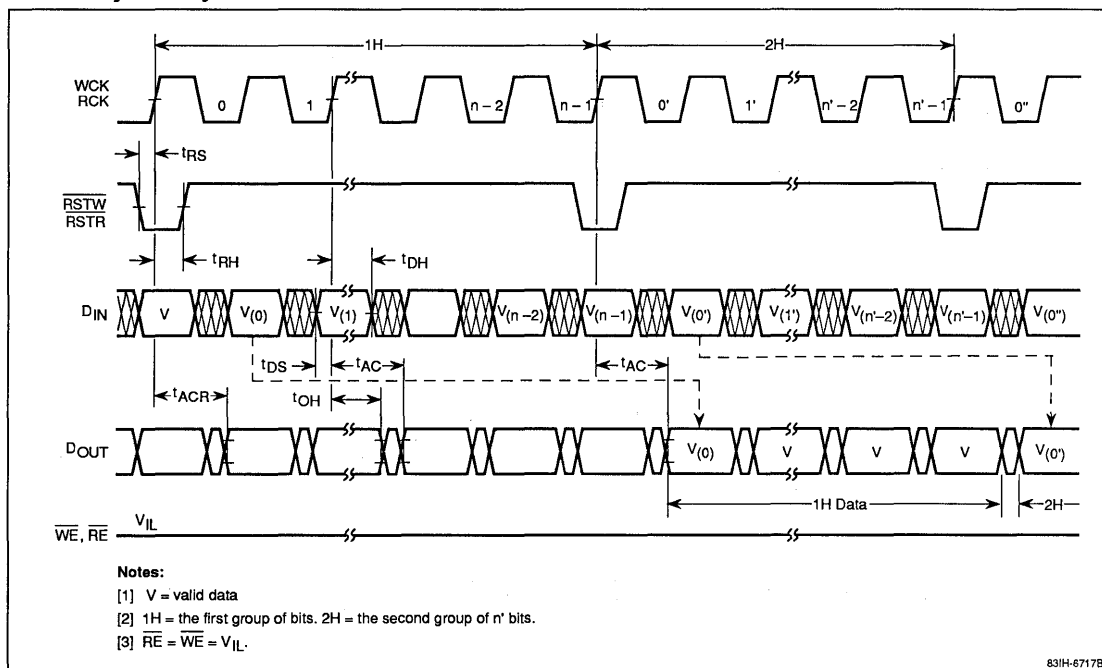 1H
2H
WCK
RCK
0
1
n – 2
n – 1
0'
1'
n' – 2
n' – 1
0"
tRS
RSTW
RSTR
tRH
tDH
DIN
V
V(0)
V(1)
V(n–2)
V(n–1)
V(0')
V(1')
V(n'–2)
V(n'–1)
V(0")
tDS
tAC
tAC
tACR
tOH
DOUT
V(0)
V
V
V
V(0')
1H Data
2H
WE, RE
VIL
Notes:
[1] V = valid data
[2] 1H = the first group of bits. 2H = the second group of n' bits.
[3] RE = WE = VIL.
83IH-6717B